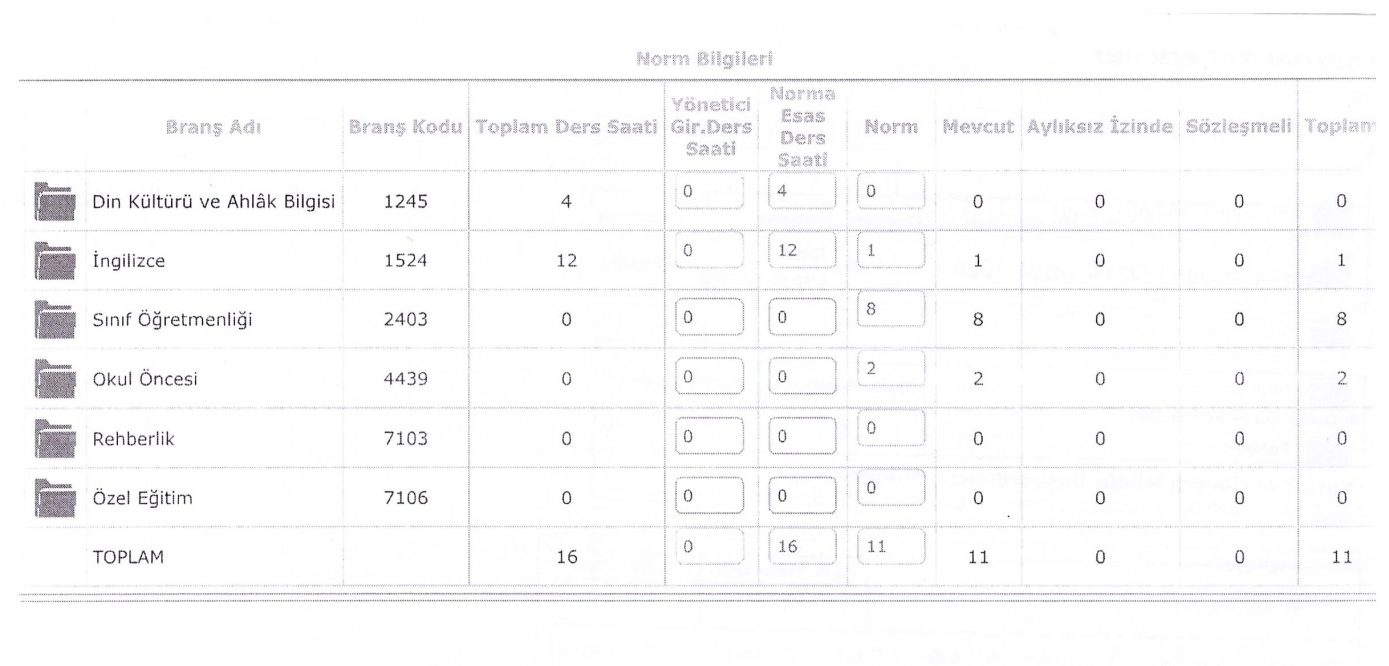 Norm Bilgileri
Branş Adı Branş Kodu Toplam Ders Saati Yönetici Gir.Ders Saati Norma Esas Ders Saati Norm Mevcut Aylıksız İzinde Sözleşmeli Toplam
Din Kültürü ve Ahlâk Bilgisi 1245 4 0 4 0 0 0 0 0
İngilizce 1524 12 0 12 1 1 0 0 1
Sınıf Öğretmenliği 2403 0 0 0 8 8 0 0 8
Okul Öncesi 4439 0 0 0 2 2 0 0 2
Rehberlik 7103 0 0 0 0 0 0 0 0
Özel Eğitim 7106 0 0 0 0 0 0 0 0
TOPLAM 16 0 16 11 11 0 0 11